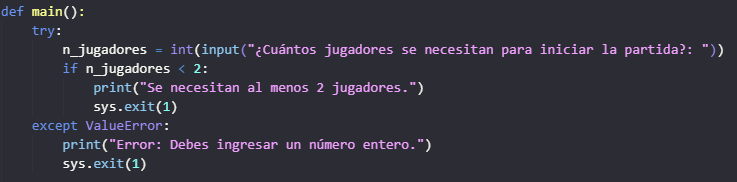 def main():
    try:
        n_jugadores = int(input("¿Cuántos jugadores se necesitan para iniciar la partida?: "))
        if n_jugadores < 2:
            print("Se necesitan al menos 2 jugadores.")
            sys.exit(1)
    except ValueError:
        print("Error: Debes ingresar un número entero.")
        sys.exit(1)